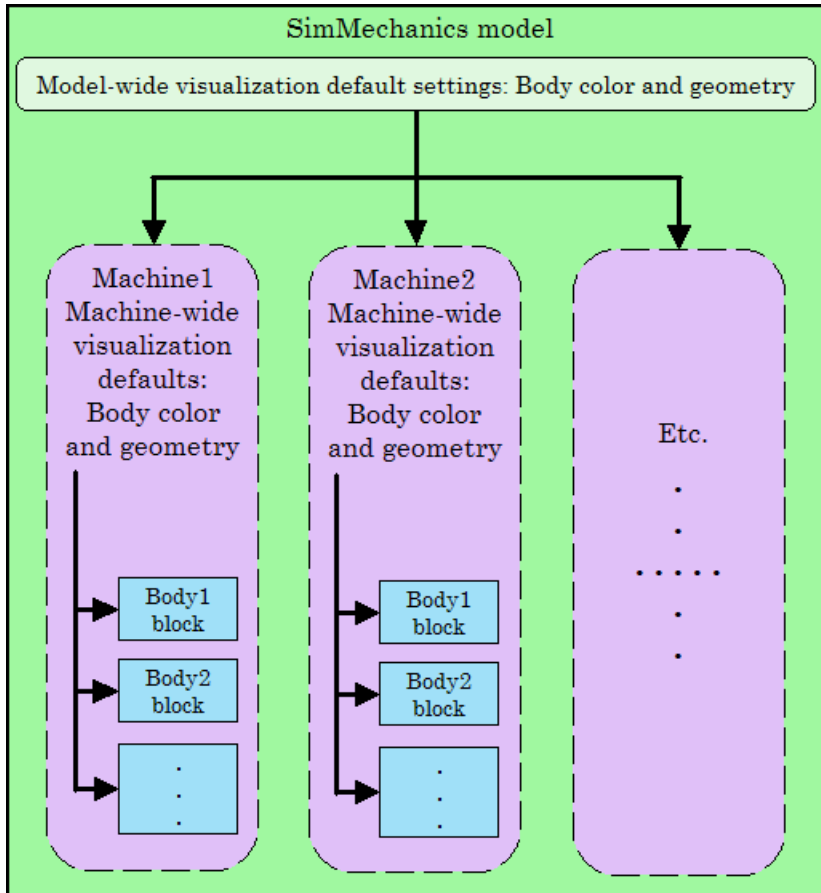 SimMechanics model
Model-wide visualization default settings: Body color and geometry
Machine1
Machine-wide
visualization
defaults:
Body color
and geometry
Body1
block
Body2
block
.
.
.
Machine2
Machine-wide
visualization
defaults:
Body color
and geometry
Body1
block
Body2
block
.
.
.
Etc.
.
.
. . . . .
.
.